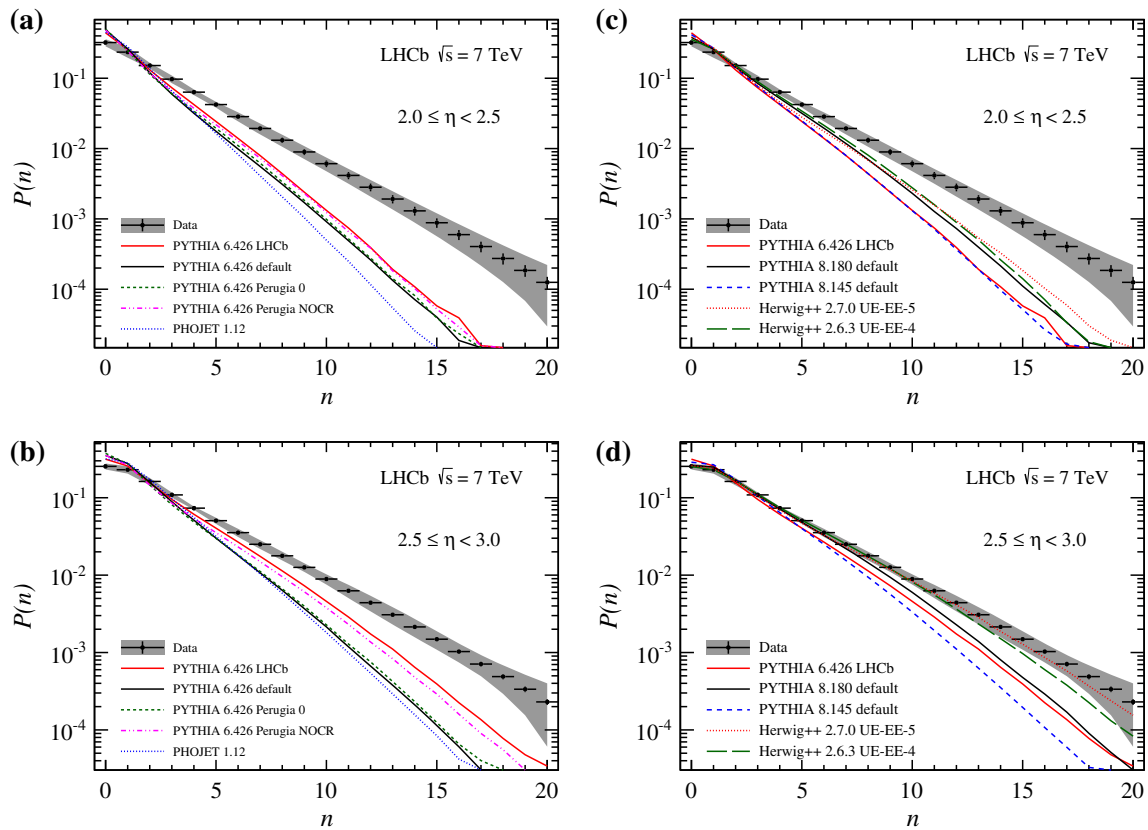 (a)
LHCb √s = 7 TeV
2.0 ≤ η < 2.5
P(n)
10⁻¹
10⁻²
10⁻³
10⁻⁴
Data
PYTHIA 6.426 LHCb
PYTHIA 6.426 default
PYTHIA 6.426 Perugia 0
PYTHIA 6.426 Perugia NOCR
PHOJET 1.12
0 5 10 15 20
n
(c)
LHCb √s = 7 TeV
2.0 ≤ η < 2.5
P(n)
10⁻¹
10⁻²
10⁻³
10⁻⁴
Data
PYTHIA 6.426 LHCb
PYTHIA 8.180 default
PYTHIA 8.145 default
Herwig++ 2.7.0 UE-EE-5
Herwig++ 2.6.3 UE-EE-4
0 5 10 15 20
n
(b)
LHCb √s = 7 TeV
2.5 ≤ η < 3.0
P(n)
10⁻¹
10⁻²
10⁻³
10⁻⁴
Data
PYTHIA 6.426 LHCb
PYTHIA 6.426 default
PYTHIA 6.426 Perugia 0
PYTHIA 6.426 Perugia NOCR
PHOJET 1.12
0 5 10 15 20
n
(d)
LHCb √s = 7 TeV
2.5 ≤ η < 3.0
P(n)
10⁻¹
10⁻²
10⁻³
10⁻⁴
Data
PYTHIA 6.426 LHCb
PYTHIA 8.180 default
PYTHIA 8.145 default
Herwig++ 2.7.0 UE-EE-5
Herwig++ 2.6.3 UE-EE-4
0 5 10 15 20
n